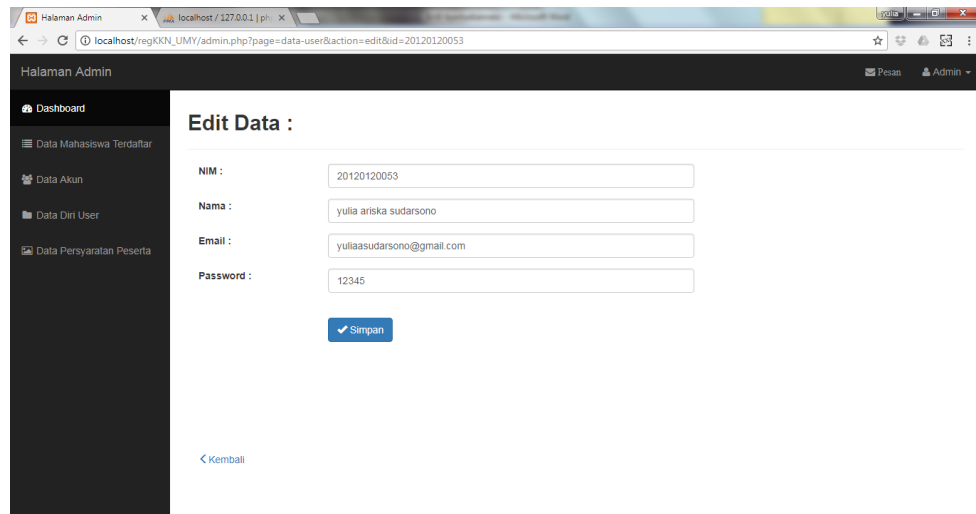 Halaman Admin
localhost / 127.0.0.1 | ph
yulia
localhost/regKKN_UMY/admin.php?page=data-user&action=edit&id=20120120053
Halaman Admin
Pesan
Admin
Dashboard
Data Mahasiswa Terdaftar
Data Akun
Data Diri User
Data Persyaratan Peserta
Edit Data :
NIM :
20120120053
Nama :
yulia ariska sudarsono
Email :
yuliaasudarsono@gmail.com
Password :
12345
Simpan
Kembali